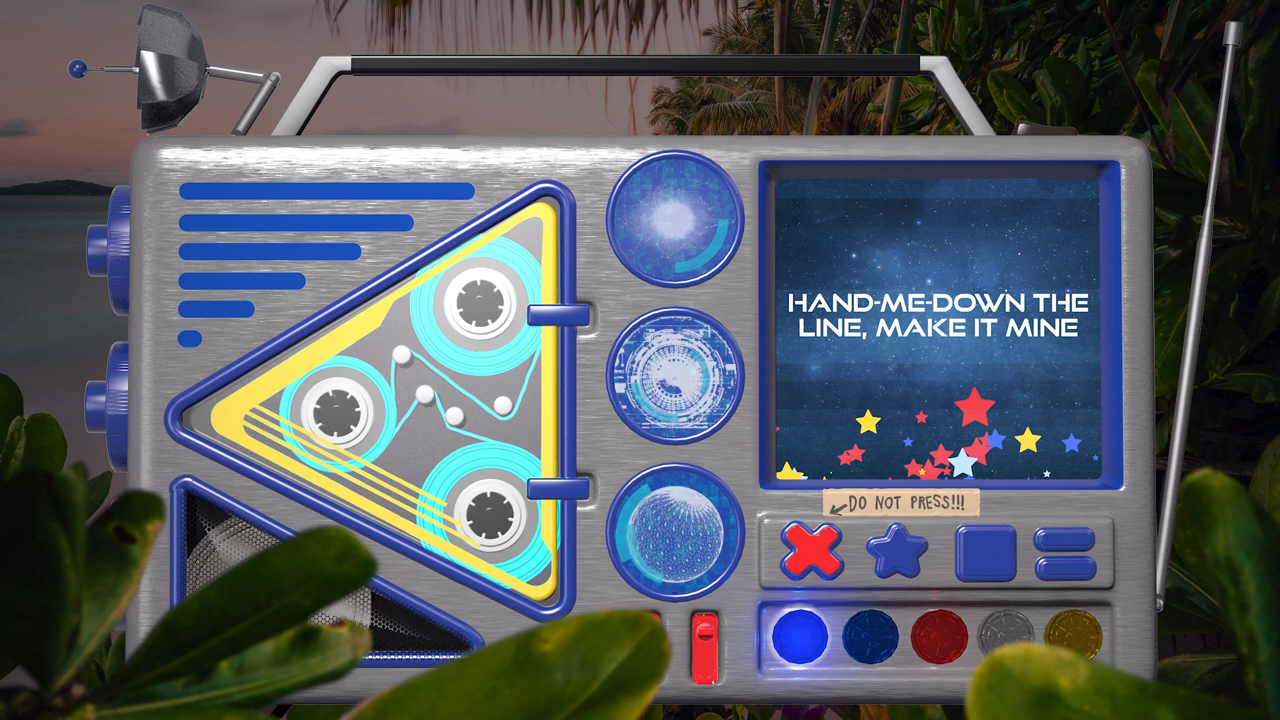 HAND-ME-DOWN THE
LINE, MAKE IT MINE
DO NOT PRESS!!!